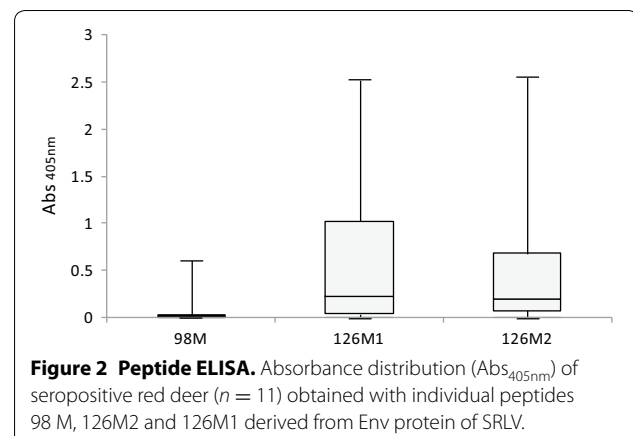 3
2.5
2
1.5
1
0.5
0
Abs 405nm
98M 126M1 126M2
Figure 2 Peptide ELISA. Absorbance distribution (Abs405nm) of
seropositive red deer (n = 11) obtained with individual peptides
98 M, 126M2 and 126M1 derived from Env protein of SRLV.